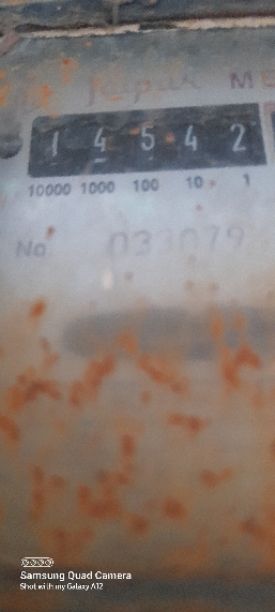 1 4 5 4 2
10000 1000 100 10 1
No. 033079
Samsung Quad Camera
Shot with my Galaxy A12